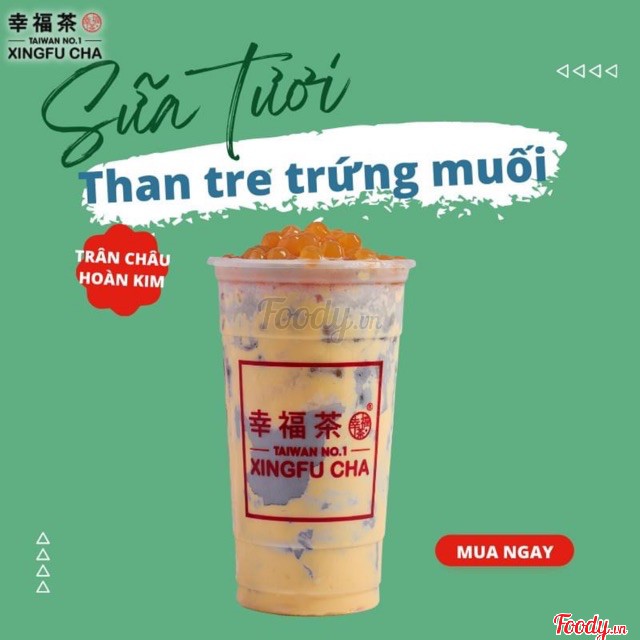 幸福茶
TAIWAN NO.1
XINGFU CHA
Sữa tươi
Than tre trứng muối
TRÂN CHÂU
HOÀN KIM
Foody.vn
幸福茶 ®
TAIWAN NO.1
XINGFU CHA
MUA NGAY
Foody.vn